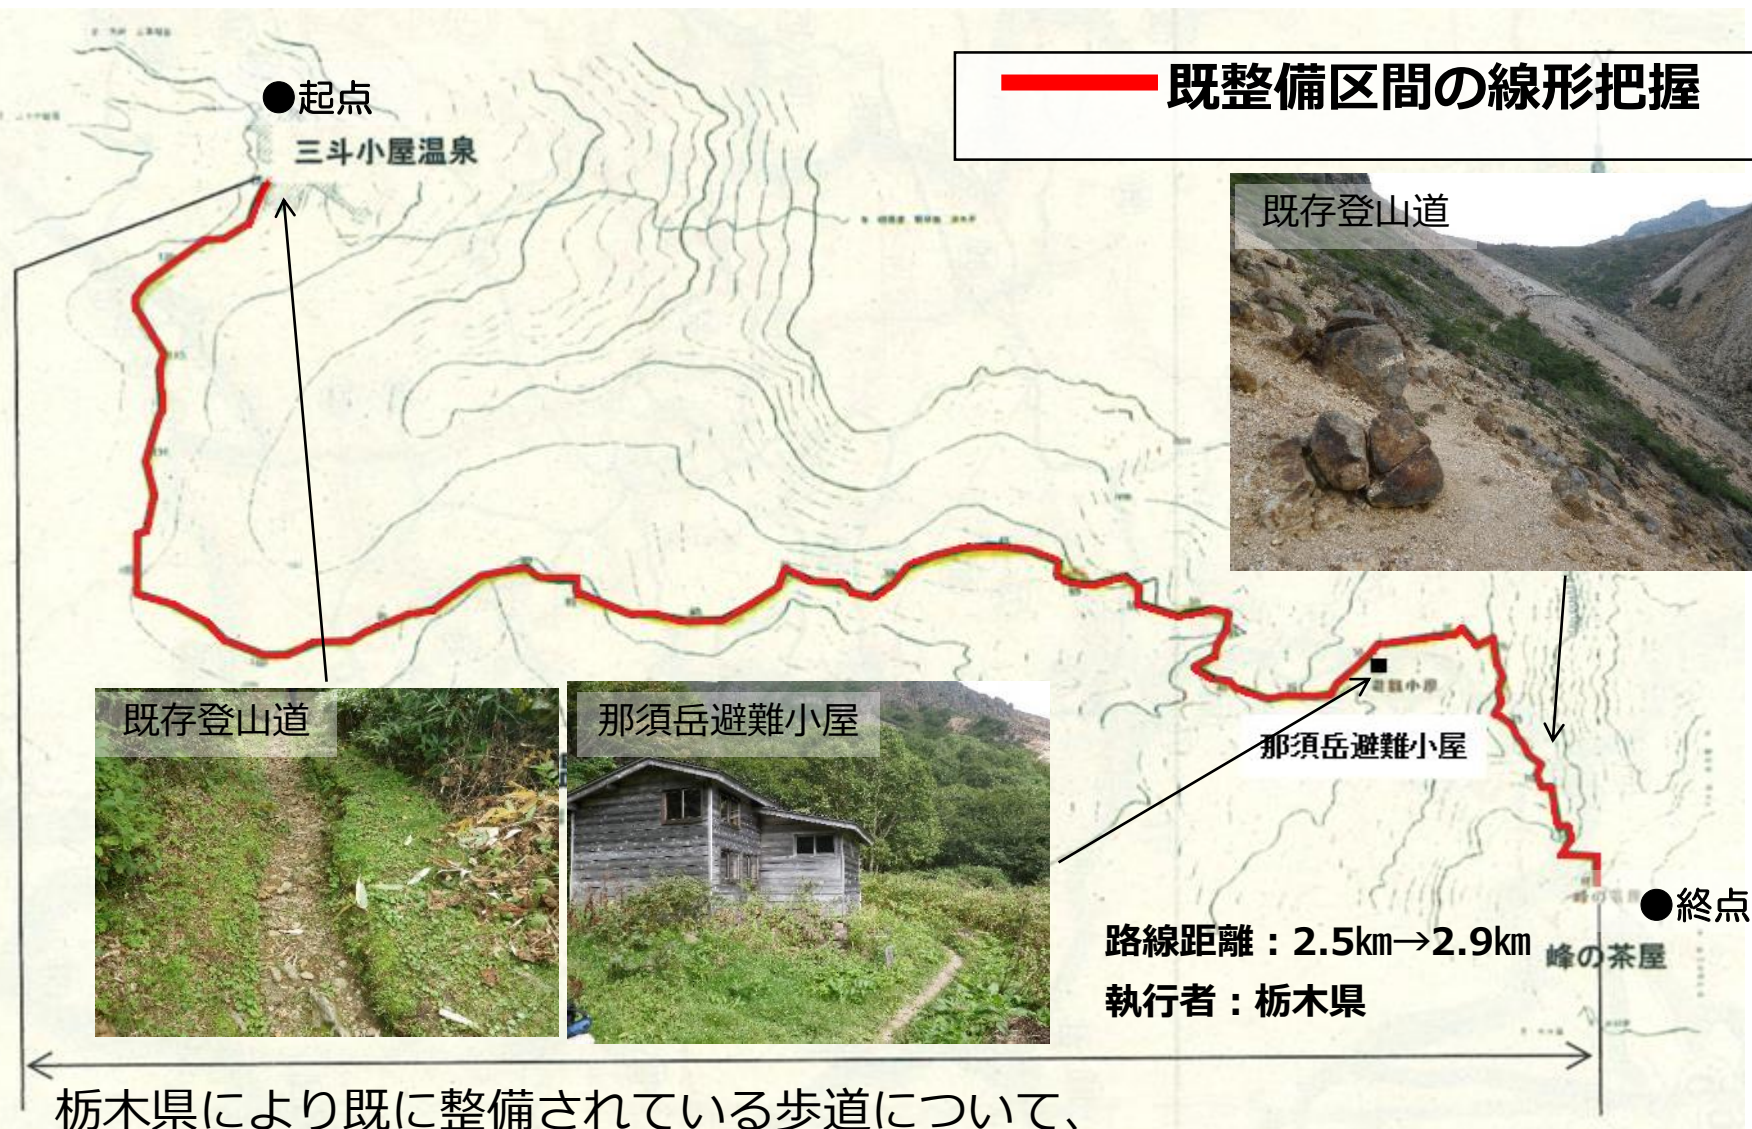 ●起点
三斗小屋温泉
既整備区間の線形把握
既存登山道
既存登山道
那須岳避難小屋
避難小屋
那須岳避難小屋
●終点
峰の茶屋
路線距離：2.5㎞→2.9㎞
執行者：栃木県
栃木県により既に整備されている歩道について、